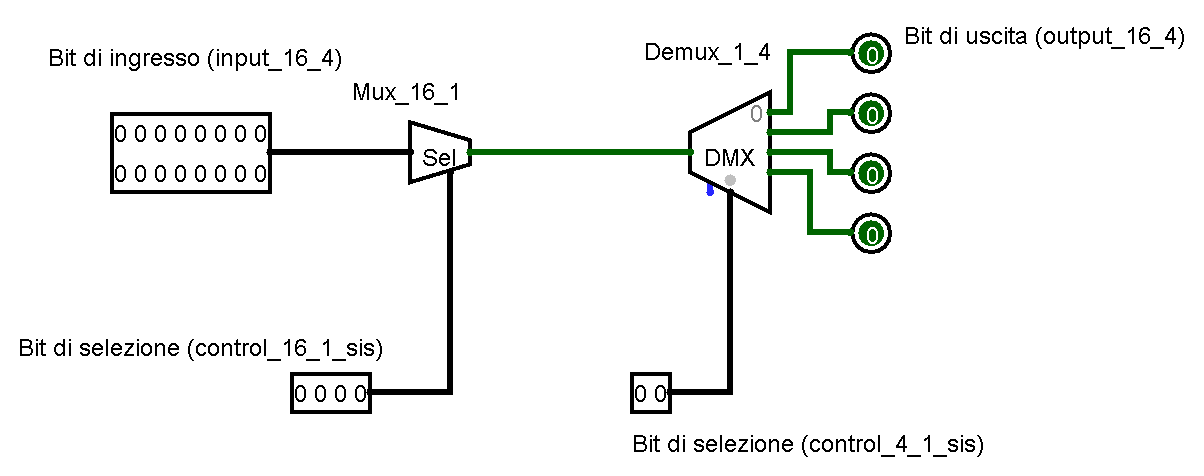 Bit di ingresso (input_16_4)
Mux_16_1
Demux_1_4
Bit di uscita (output_16_4)
0 0 0 0 0 0 0 0
0 0 0 0 0 0 0 0
Sel
0
DMX
0
0
0
0
Bit di selezione (control_16_1_sis)
0 0 0 0
0 0
Bit di selezione (control_4_1_sis)